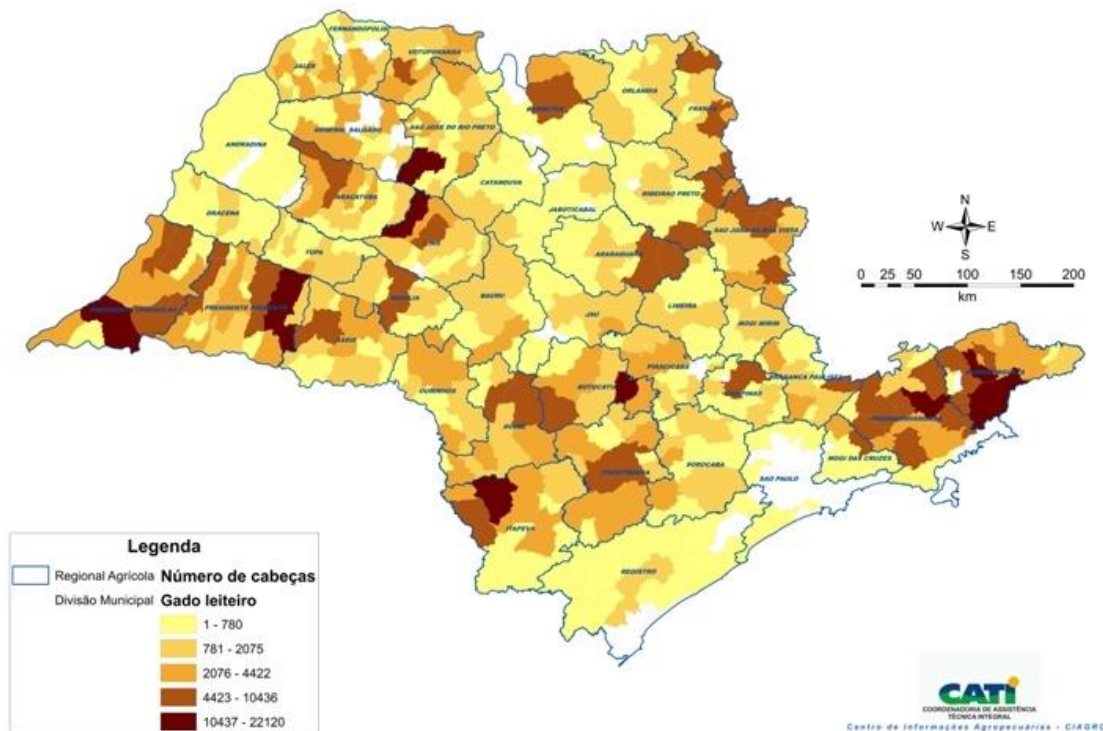 FERNANDOPOLIS
VOTUPORANGA
JALES
ORLANDIA
FRANCA
BARRETOS
GENERAL SALGADO
SAO JOSE DO RIO PRETO
ANDRADINA
CATANDUVA
ARACATUBA
RIBEIRAO PRETO
DRACENA
JABOTICABAL
LINS
SAO JOAO DA BOA VISTA
TUPA
ARARAQUARA
MARILIA
PRESIDENTE VENCESLAU
PRESIDENTE PRUDENTE
BAURU
LIMEIRA
JAU
MOGI MIRIM
ASSIS
PIRACICABA
OURINHOS
BOTUCATU
BRAGANCA PAULISTA
CAMPINAS
GUARATINGUETA
PINDAMONHANGABA
AVARE
MOGI DAS CRUZES
ITAPETININGA
SOROCABA
SAO PAULO
ITAPEVA
REGISTRO
N
W E
S
0 25 50 100 150 200
km
Legenda
Regional Agrícola Número de cabeças
Divisão Municipal Gado leiteiro
1 - 780
781 - 2075
2076 - 4422
4423 - 10436
10437 - 22120
CATI
COORDENADORIA DE ASSISTÊNCIA
TÉCNICA INTEGRAL
Centro de Informações Agropecuárias - CIAGRO